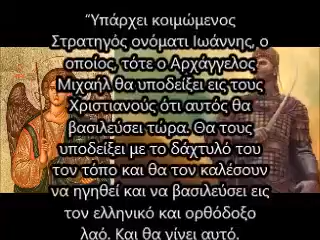 “Υπάρχει κοιμώμενος
Στρατηγός ονόματι Ιωάννης, ο
οποίος, τότε ο Αρχάγγελος
Μιχαήλ θα υποδείξει εις τους
Χριστιανούς ότι αυτός θα
βασιλεύσει τώρα. Θα τους
υποδείξει με το δάχτυλό του
τον τόπο και θα τον καλέσουν
να ηγηθεί και να βασιλεύσει εις
τον ελληνικό και ορθόδοξο
λαό. Και θα γίνει αυτό.